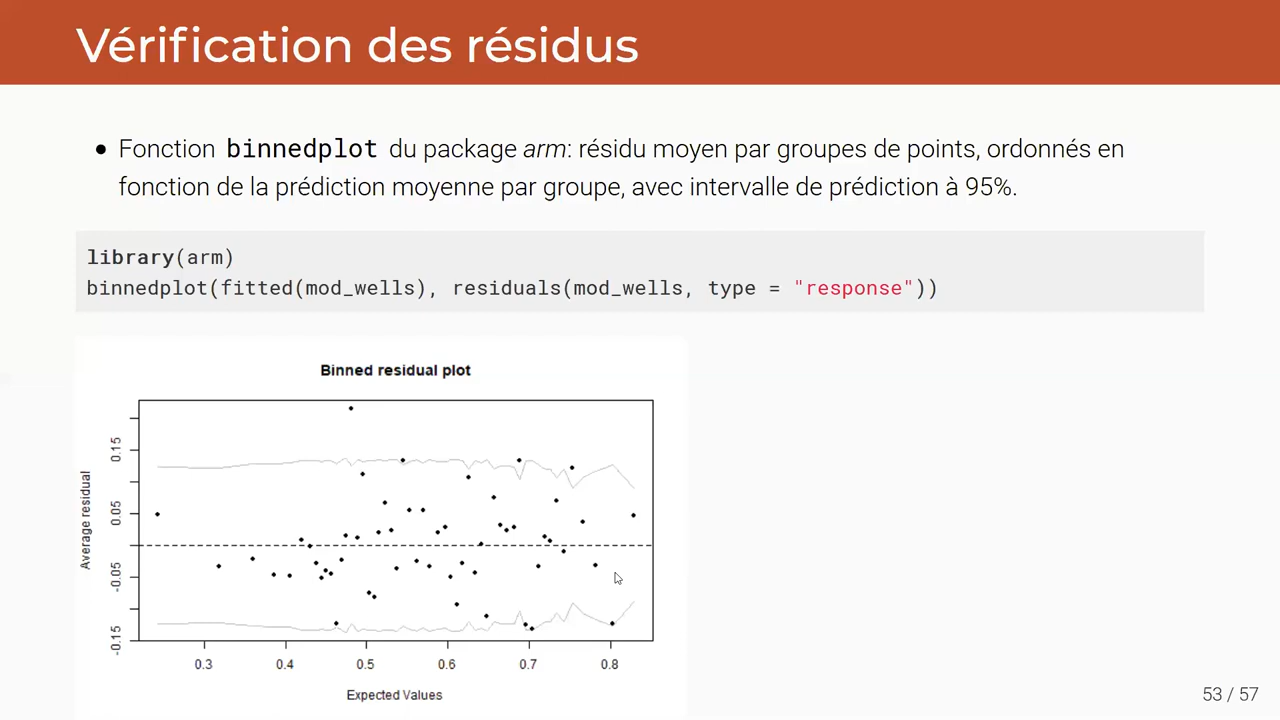 Vérification des résidus
● Fonction binnedplot du package arm: résidu moyen par groupes de points, ordonnés en
fonction de la prédiction moyenne par groupe, avec intervalle de prédiction à 95%.
library(arm)
binnedplot(fitted(mod_wells), residuals(mod_wells, type = "response"))
Binned residual plot
Average residual
0.15
0.05
-0.05
-0.15
0.3 0.4 0.5 0.6 0.7 0.8
Expected Values
53 / 57